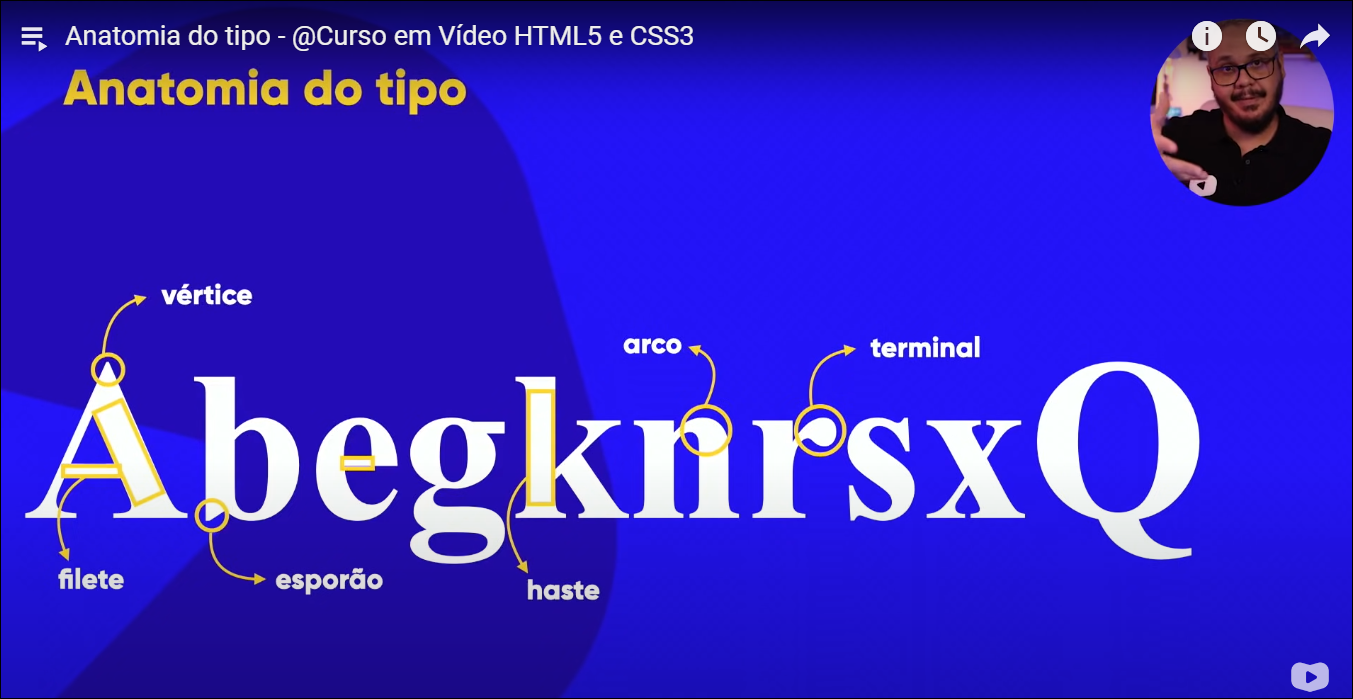 Anatomia do tipo - @Curso em Vídeo HTML5 e CSS3
Anatomia do tipo
vértice
arco
terminal
AbegknrsxQ
filete
esporão
haste